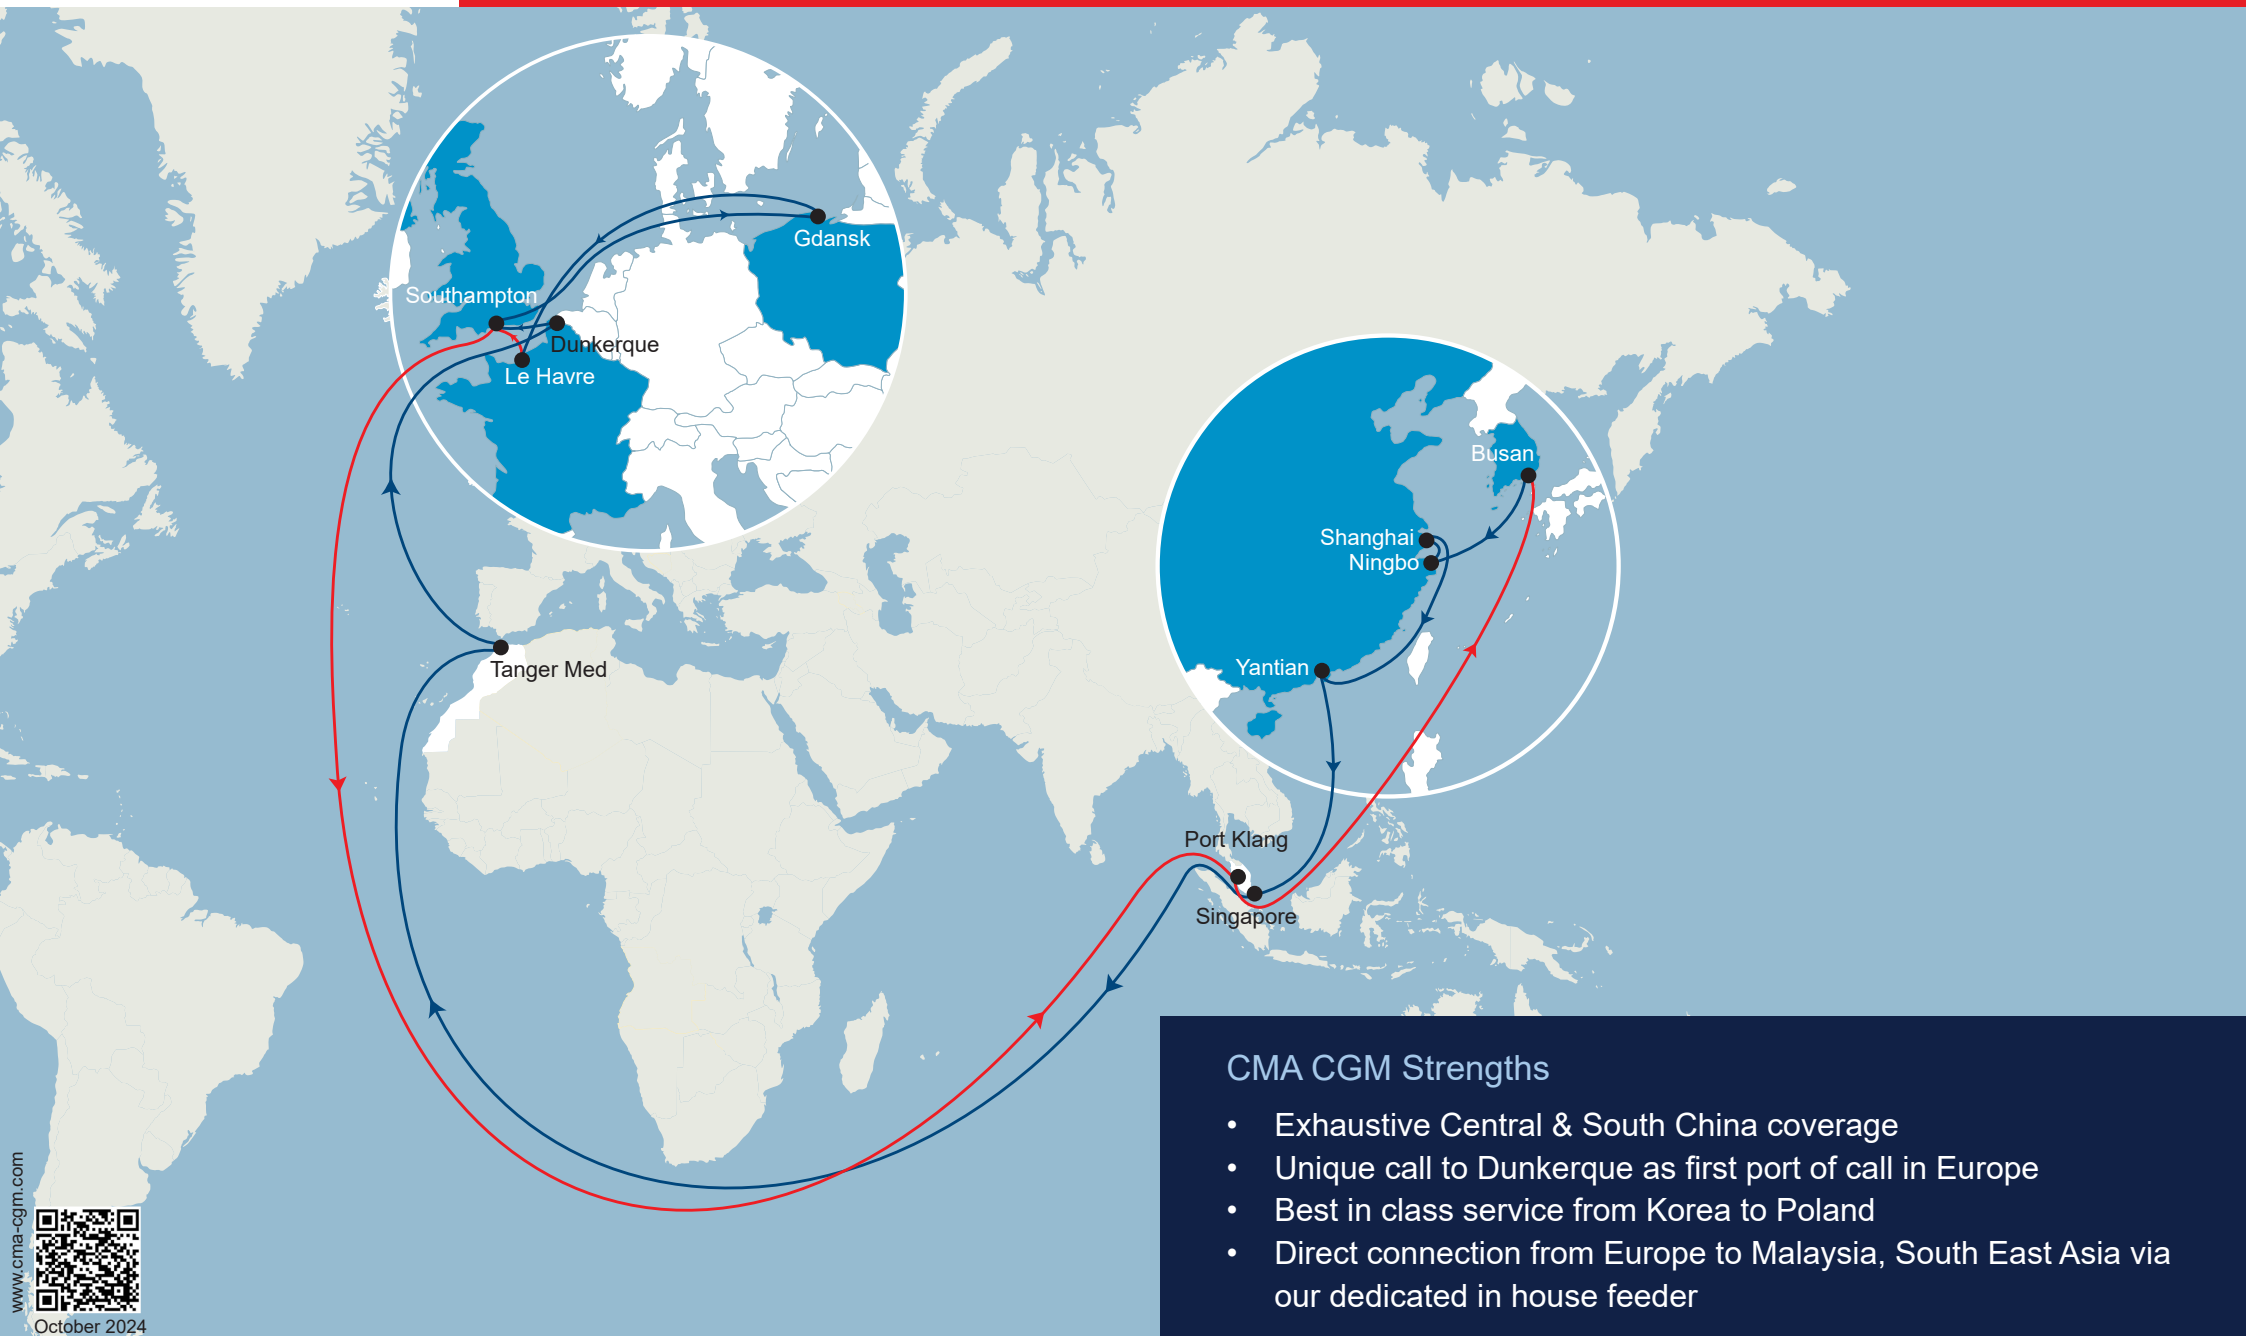 Gdansk
Southampton
Dunkerque
Le Havre
Busan
Shanghai
Ningbo
Yantian
Tanger Med
Port Klang
Singapore
CMA CGM Strengths
• Exhaustive Central & South China coverage
• Unique call to Dunkerque as first port of call in Europe
• Best in class service from Korea to Poland
• Direct connection from Europe to Malaysia, South East Asia via
our dedicated in house feeder
www.cma-cgm.com
October 2024